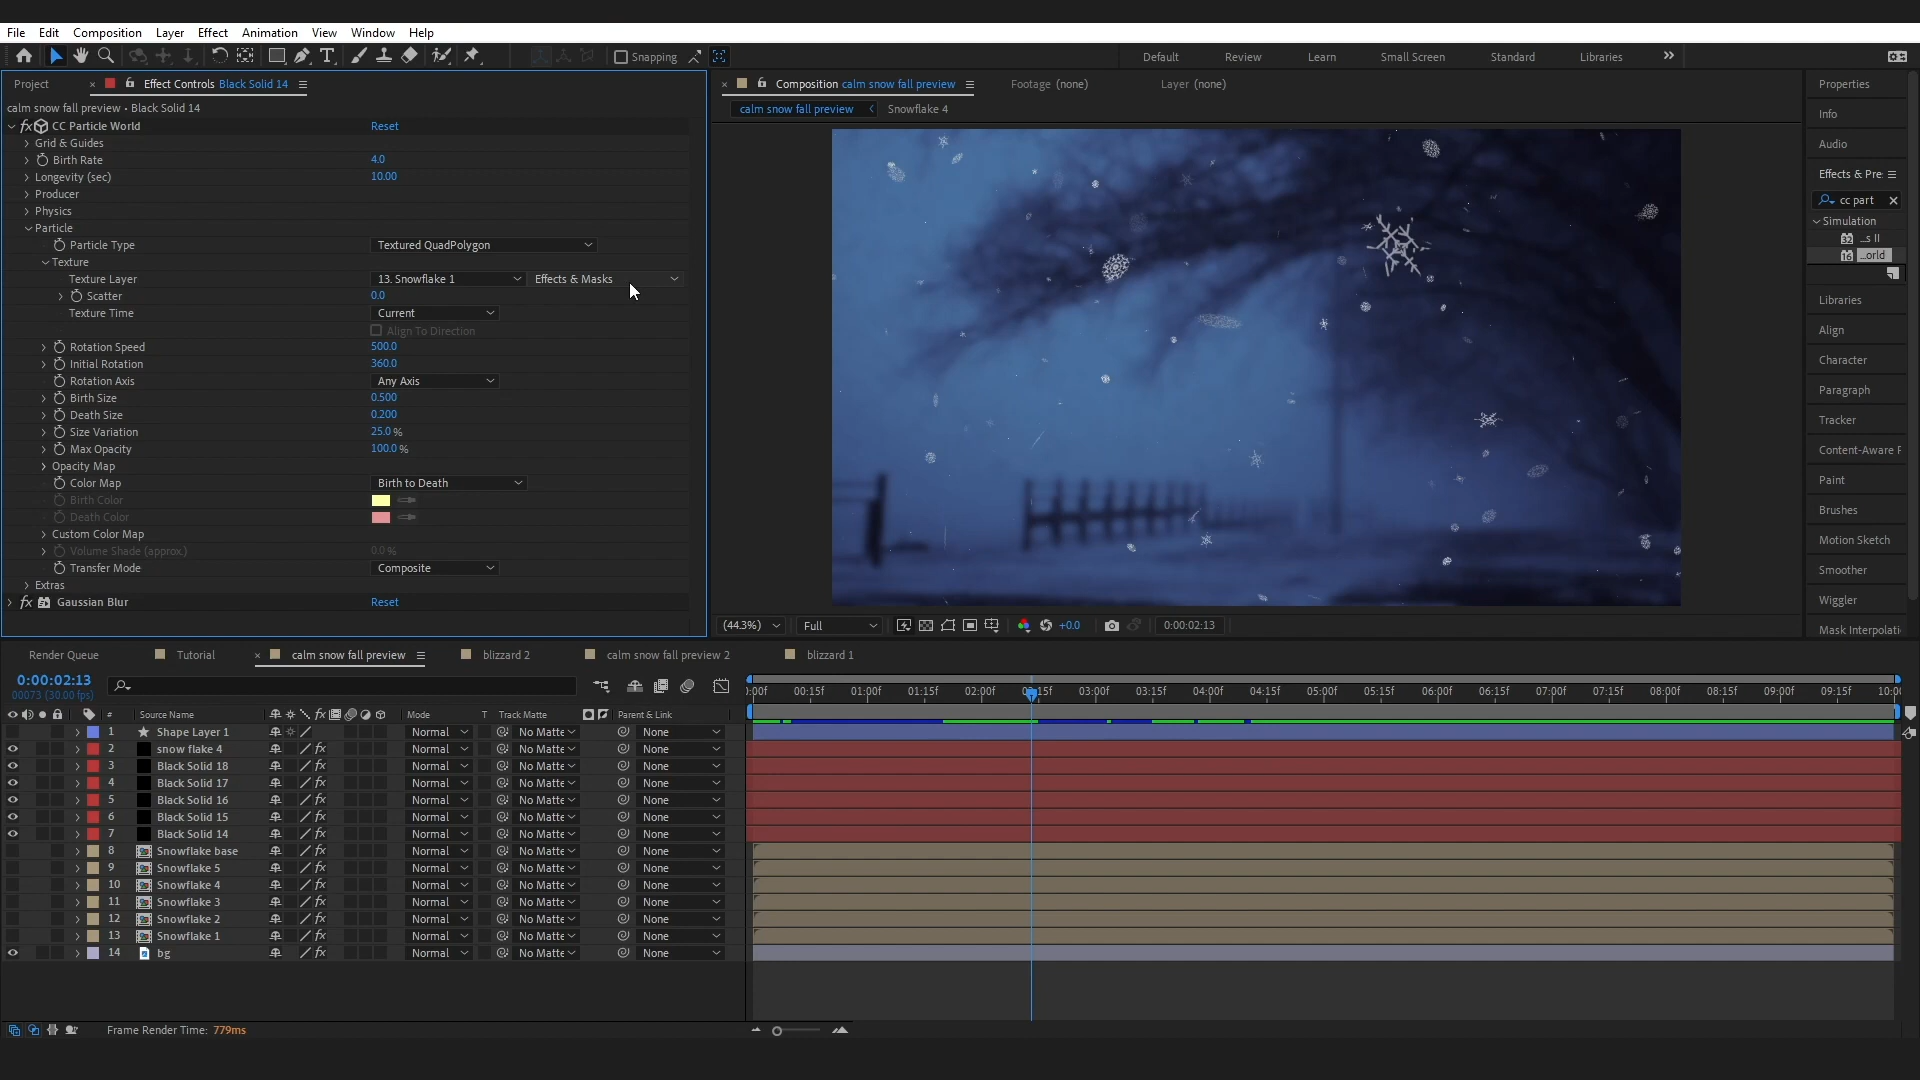 File Edit Composition Layer Effect Animation View Window Help
Snapping Default Review Learn Small Screen Standard Libraries
Project Effect Controls Black Solid 14
calm snow fall preview • Black Solid 14
fx CC Particle World Reset
Grid & Guides
Birth Rate 4.0
Longevity (sec) 10.00
Producer
Physics
Particle
Particle Type Textured QuadPolygon
Texture
Texture Layer 13. Snowflake 1 Effects & Masks
Scatter 0.0
Texture Time Current
Align To Direction
Rotation Speed 500.0
Initial Rotation 360.0
Rotation Axis Any Axis
Birth Size 0.500
Death Size 0.200
Size Variation 25.0 %
Max Opacity 100.0 %
Opacity Map
Color Map Birth to Death
Birth Color
Death Color
Custom Color Map
Volume Shade (approx.) 0.0 %
Transfer Mode Composite
Extras
fx Gaussian Blur Reset
Composition calm snow fall preview Footage (none) Layer (none)
calm snow fall preview Snowflake 4
(44.3%) Full +0.0 0:00:02:13
Properties
Info
Audio
Effects & Pre
cc part
Simulation
32 ...s II
16 ...orld
Libraries
Align
Character
Paragraph
Tracker
Content-Aware F
Paint
Brushes
Motion Sketch
Smoother
Wiggler
Mask Interpolati
Render Queue Tutorial calm snow fall preview blizzard 2 calm snow fall preview 2 blizzard 1
0:00:02:13
00073 (30.00 fps)
:00f 00:15f 01:00f 01:15f 02:00f 02:15f 03:00f 03:15f 04:00f 04:15f 05:00f 05:15f 06:00f 06:15f 07:00f 07:15f 08:00f 08:15f 09:00f 09:15f 10:00
# Source Name fx Mode T Track Matte Parent & Link
1 Shape Layer 1 Normal No Matte None
2 snow flake 4 fx Normal No Matte None
3 Black Solid 18 fx Normal No Matte None
4 Black Solid 17 fx Normal No Matte None
5 Black Solid 16 fx Normal No Matte None
6 Black Solid 15 fx Normal No Matte None
7 Black Solid 14 fx Normal No Matte None
8 Snowflake base fx Normal No Matte None
9 Snowflake 5 fx Normal No Matte None
10 Snowflake 4 fx Normal No Matte None
11 Snowflake 3 fx Normal No Matte None
12 Snowflake 2 fx Normal No Matte None
13 Snowflake 1 fx Normal No Matte None
14 bg fx Normal No Matte None
Frame Render Time: 779ms